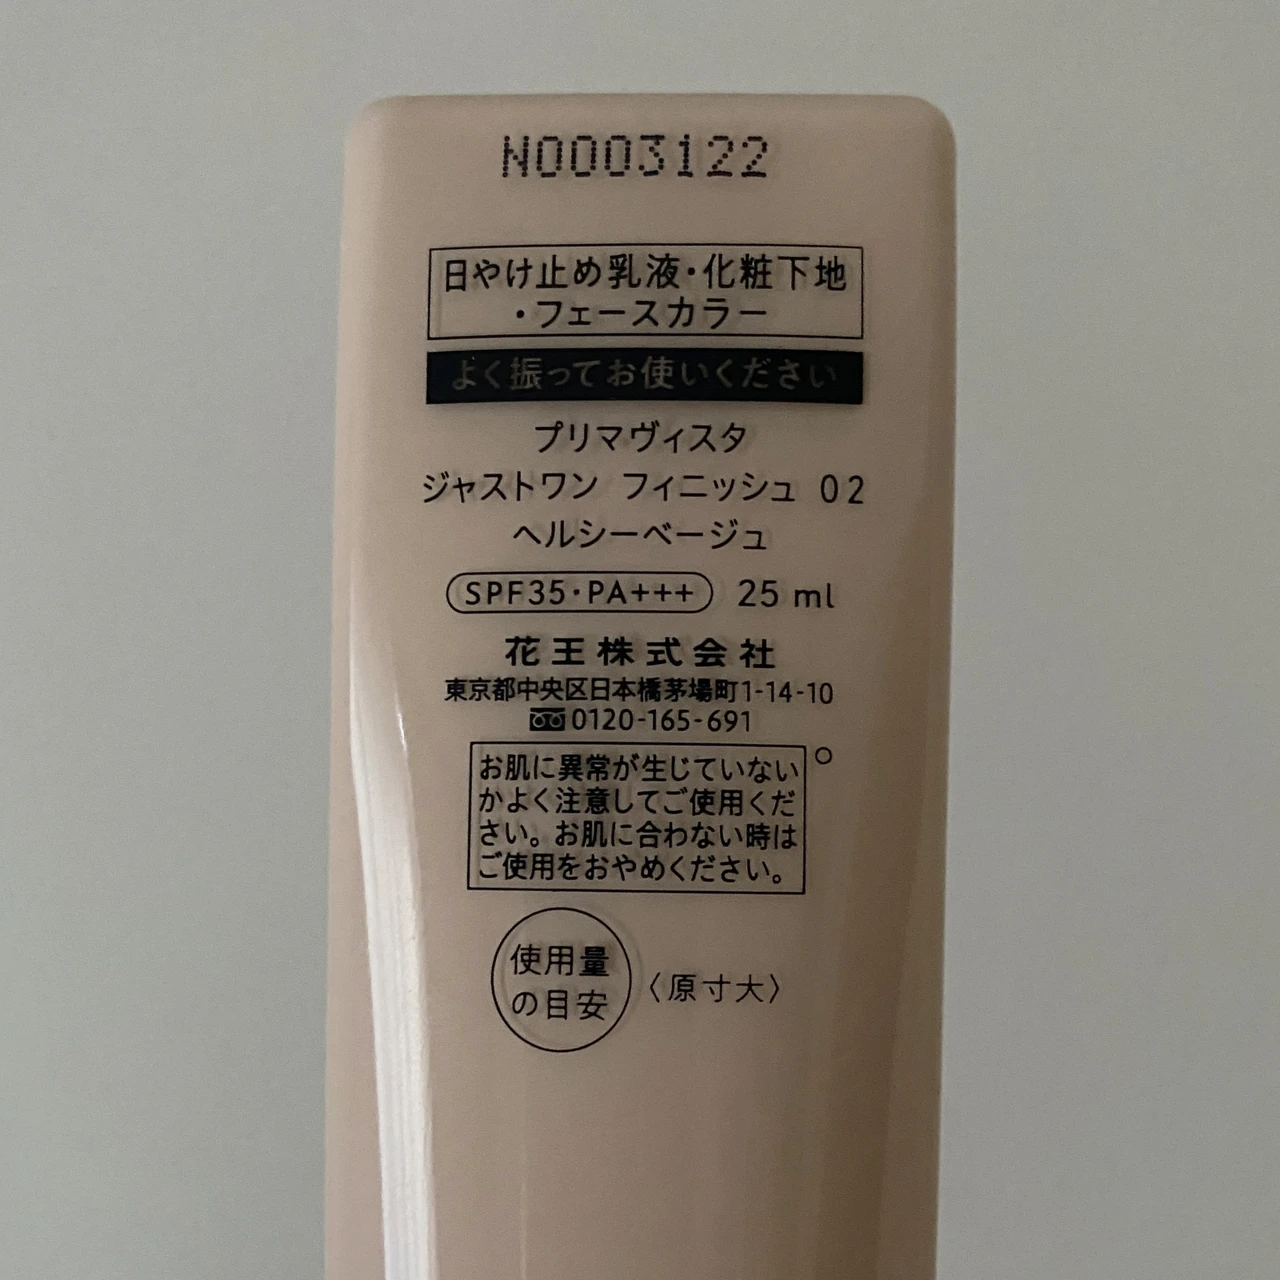 N0003122
日やけ止め乳液・化粧下地
・フェースカラー
よく振ってお使いください
プリマヴィスタ
ジャストワン フィニッシュ 02
ヘルシーベージュ
SPF35・PA+++ 25 ml
花王株式会社
東京都中央区日本橋茅場町1-14-10
0120-165-691
お肌に異常が生じていない
かよく注意してご使用くだ
さい。お肌に合わない時は
ご使用をおやめください。
使用量
の目安
〈原寸大〉